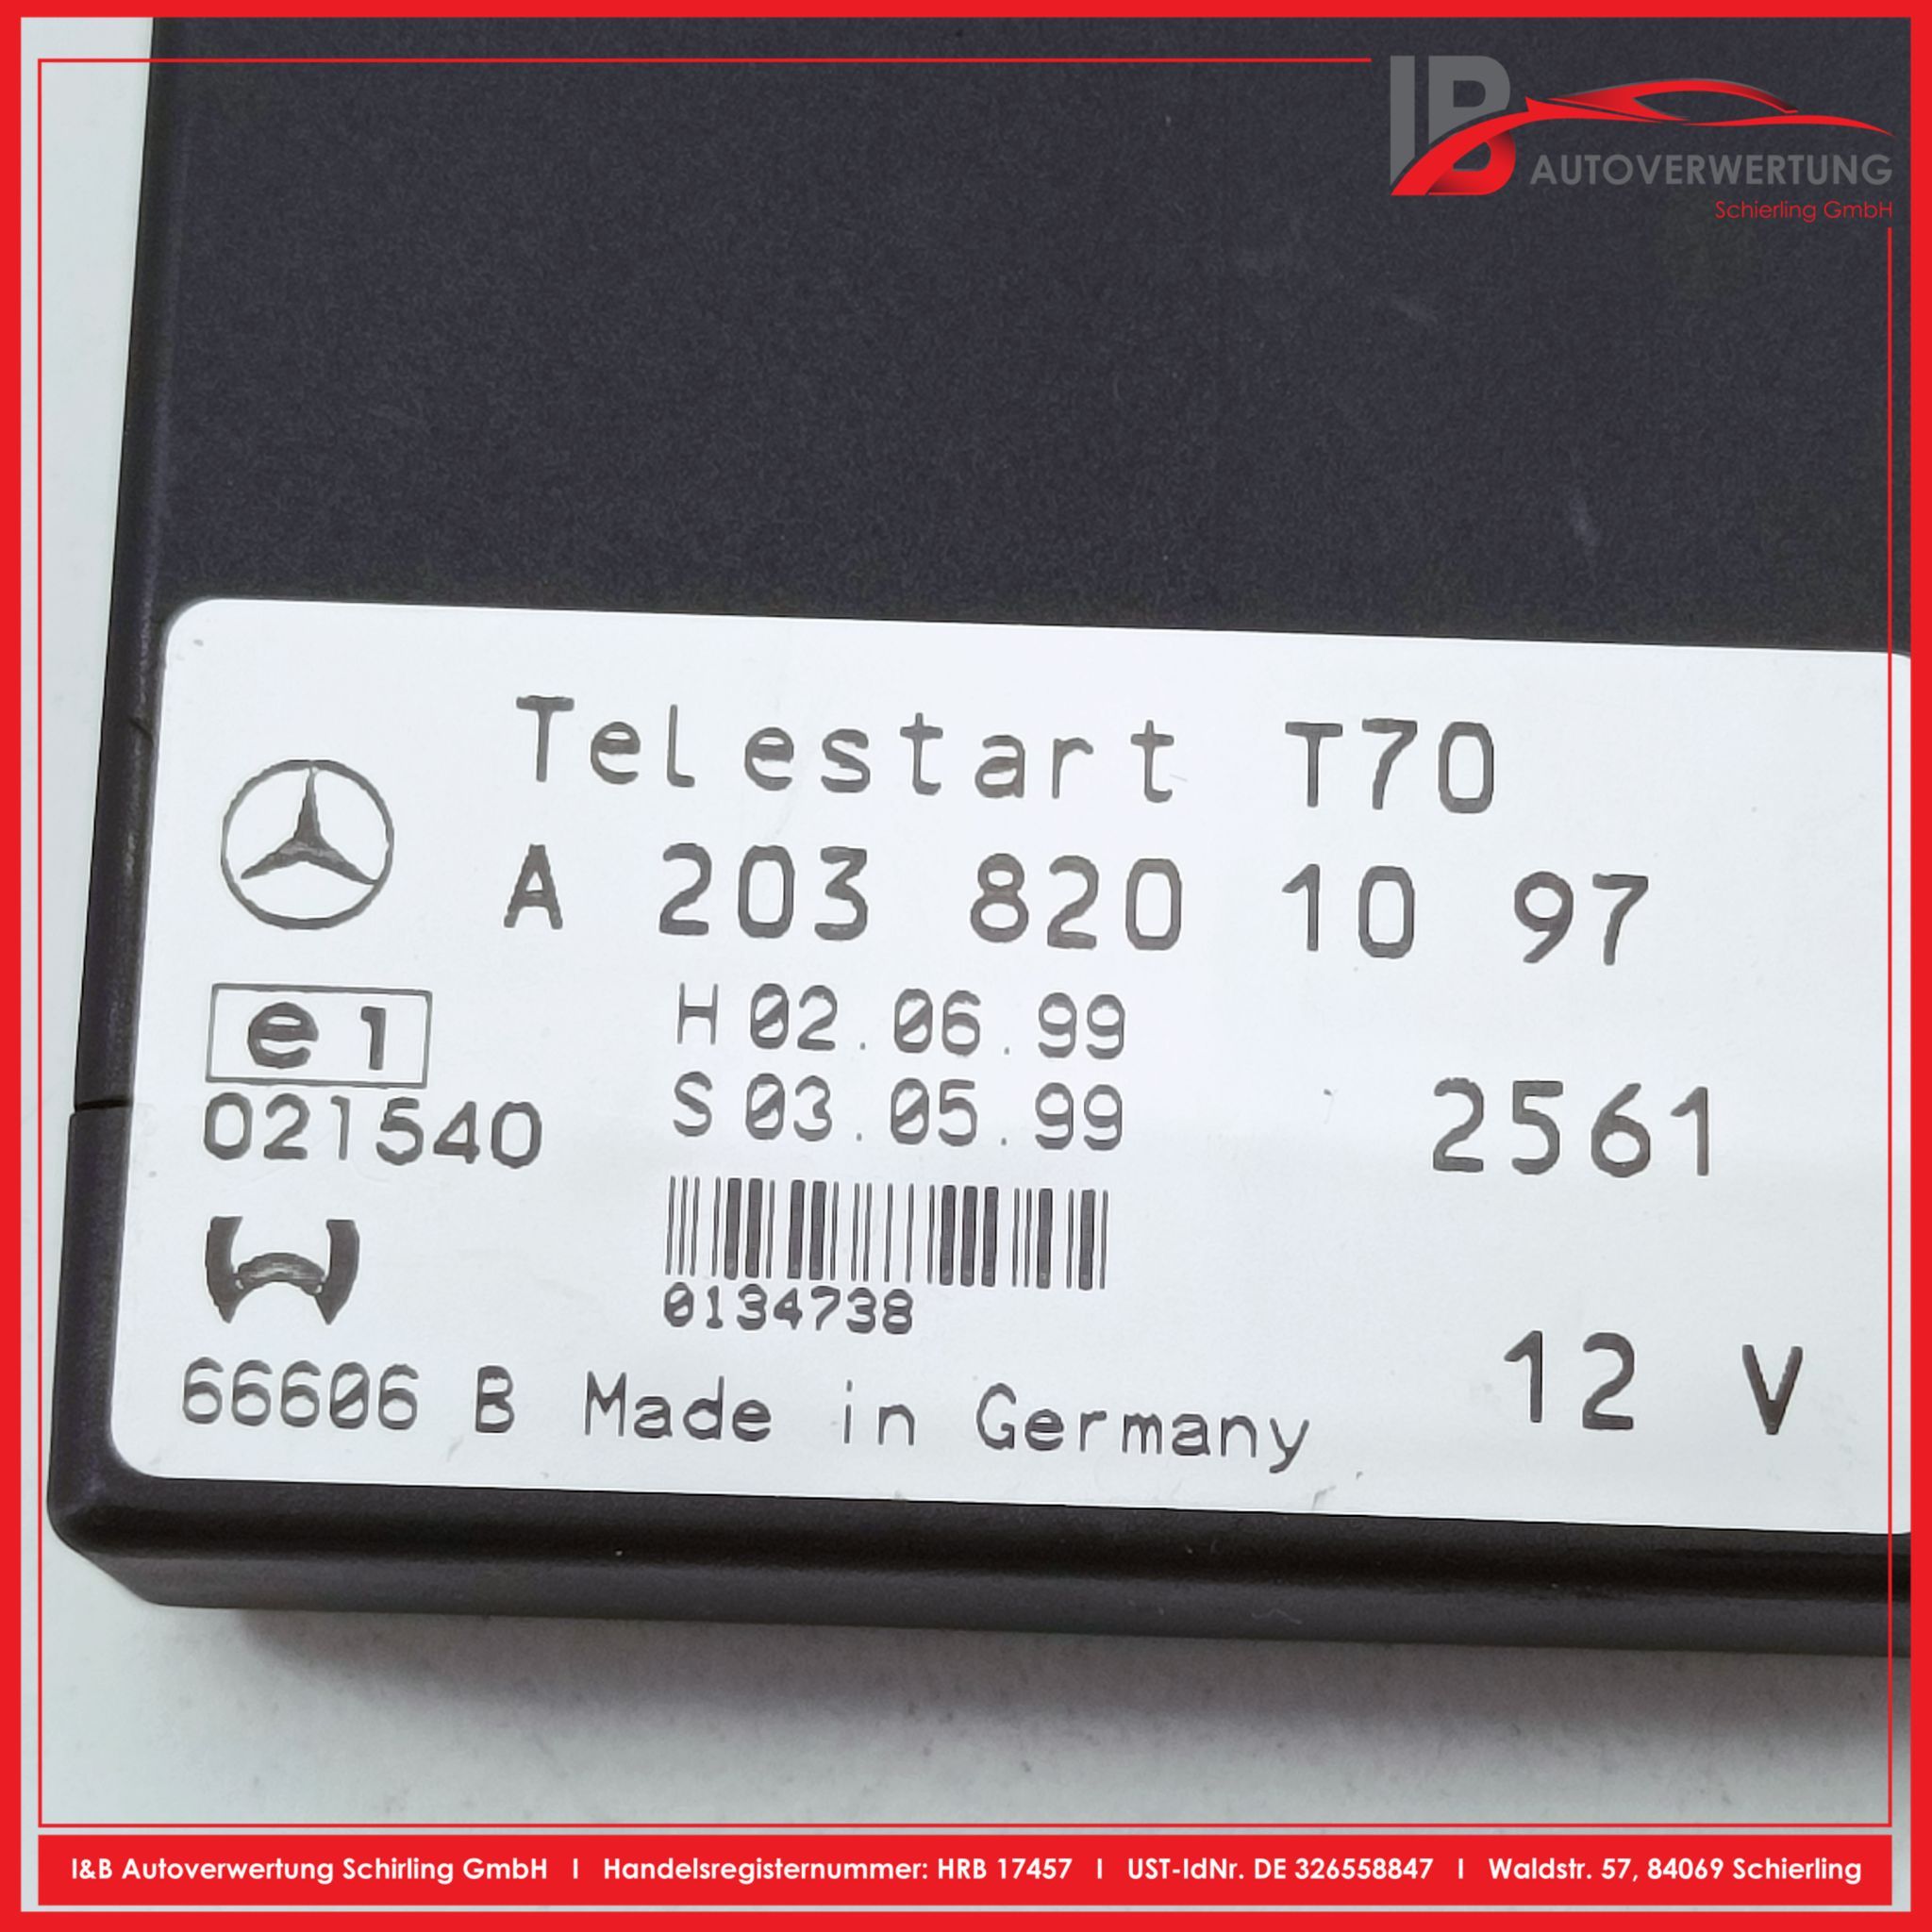 IB
AUTOVERWERTUNG
Schierling GmbH
Telestart T70
A 203 820 10 97
e1
H 02.06.99
S 03.05.99
021540
2561
0134738
12 V
66606 B Made in Germany
I&B Autoverwertung Schirling GmbH I Handelsregisternummer: HRB 17457 I UST-IdNr. DE 326558847 I Waldstr. 57, 84069 Schierling